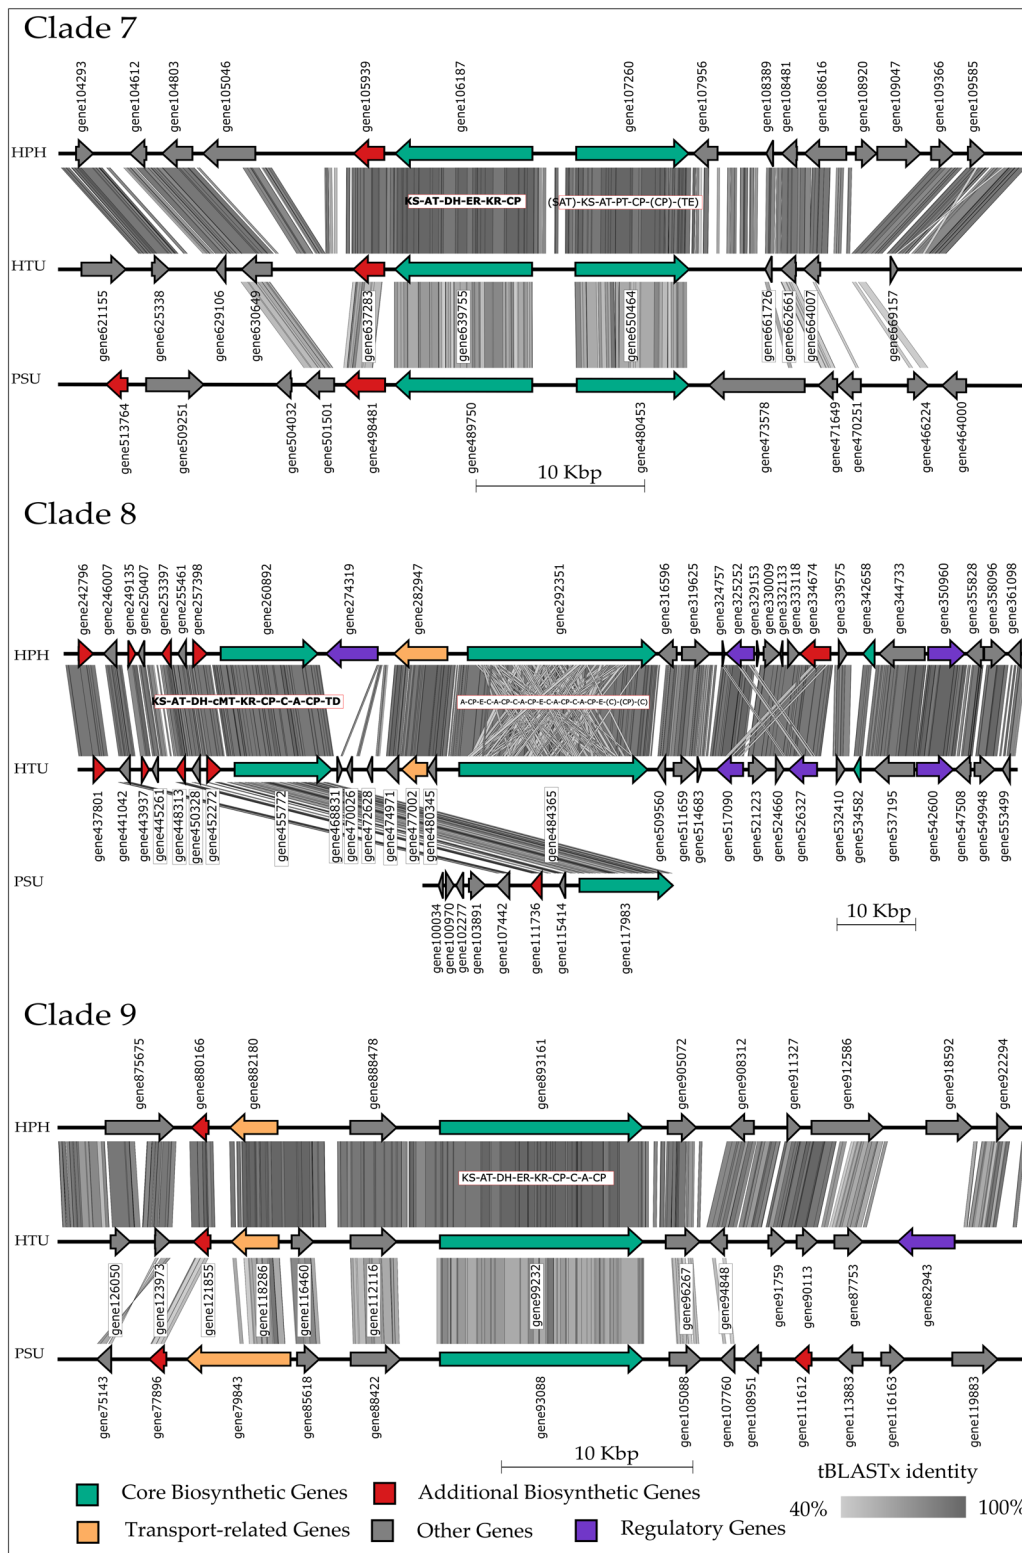 Clade 7
gene104293 gene104612 gene104803 gene105046 gene105939 gene106187 gene107260 gene107956 gene108389 gene108481 gene108616 gene108920 gene109047 gene109366 gene109585
HPH
KS-AT-DH-ER-KR-CP (SAT)-KS-AT-PT-CP-(CP)-(TE)
HTU
gene621155 gene625338 gene629106 gene630649 gene637283 gene639755 gene650464 gene661726 gene662661 gene664007 gene669157
PSU
gene513764 gene509251 gene504032 gene501501 gene498481 gene489750 gene480453 gene473578 gene471649 gene470251 gene466224 gene464000
10 Kbp
Clade 8
gene242796 gene246007 gene249135 gene250407 gene253397 gene255461 gene257398 gene260892 gene274319 gene282947 gene292351 gene316596 gene319625 gene324757 gene325252 gene329153 gene330009 gene332133 gene333118 gene334674 gene339575 gene342658 gene344733 gene350960 gene355828 gene358096 gene361098
HPH
KS-AT-DH-cMT-KR-CP-C-A-CP-TD A-CP-E-C-A-CP-C-A-CP-E-C-A-CP-C-A-CP-E-(C)-(CP)-(C)
HTU
gene437801 gene441042 gene443937 gene445261 gene448313 gene450328 gene452272 gene455772 gene468831 gene470026 gene472628 gene474971 gene477002 gene480345 gene484365 gene509560 gene511659 gene514683 gene517090 gene521223 gene524660 gene526327 gene532410 gene534582 gene537195 gene542600 gene547508 gene549948 gene553499
PSU
gene100034 gene100970 gene102277 gene103891 gene107442 gene111736 gene115414 gene117983
10 Kbp
Clade 9
gene875675 gene880166 gene882180 gene888478 gene893161 gene905072 gene908312 gene911327 gene912586 gene918592 gene922294
HPH
KS-AT-DH-ER-KR-CP-C-A-CP
HTU
gene126050 gene123973 gene121855 gene118286 gene116460 gene112116 gene99232 gene96267 gene94848 gene91759 gene90113 gene87753 gene82943
PSU
gene75143 gene77896 gene79843 gene85618 gene88422 gene93088 gene105088 gene107760 gene108951 gene111612 gene113883 gene116163 gene119883
10 Kbp
tBLASTx identity
Core Biosynthetic Genes Additional Biosynthetic Genes 40% 100%
Transport-related Genes Other Genes Regulatory Genes